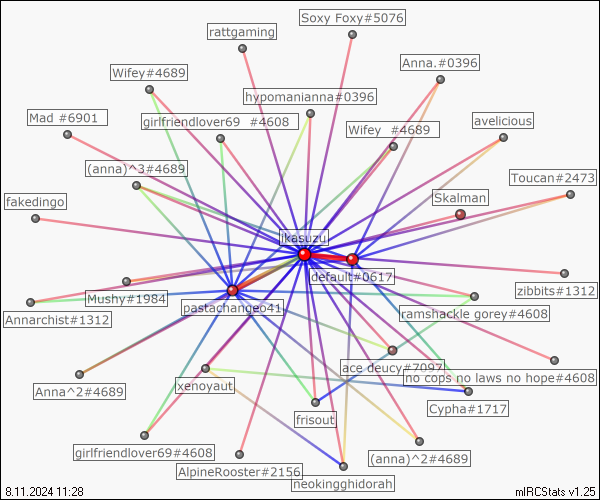 Soxy Foxy#5076
rattgaming
Anna.#0396
Wifey#4689
hypomanianna#0396
Mad #6901
girlfriendlover69 #4608
Wifey #4689
avelicious
(anna)^3#4689
Toucan#2473
Skalman
fakedingo
jkasuzu
default#0617
zibbits#1312
Mushy#1984
pastachangeo41
Annarchist#1312
ramshackle gorey#4608
ace deucy#7097
no cops no laws no hope#4608
Anna^2#4689
xenoyaut
Cypha#1717
frisout
girlfriendlover69#4608
(anna)^2#4689
AlpineRooster#2156
neokingghidorah
8.11.2024 11:28
mIRCStats v1.25